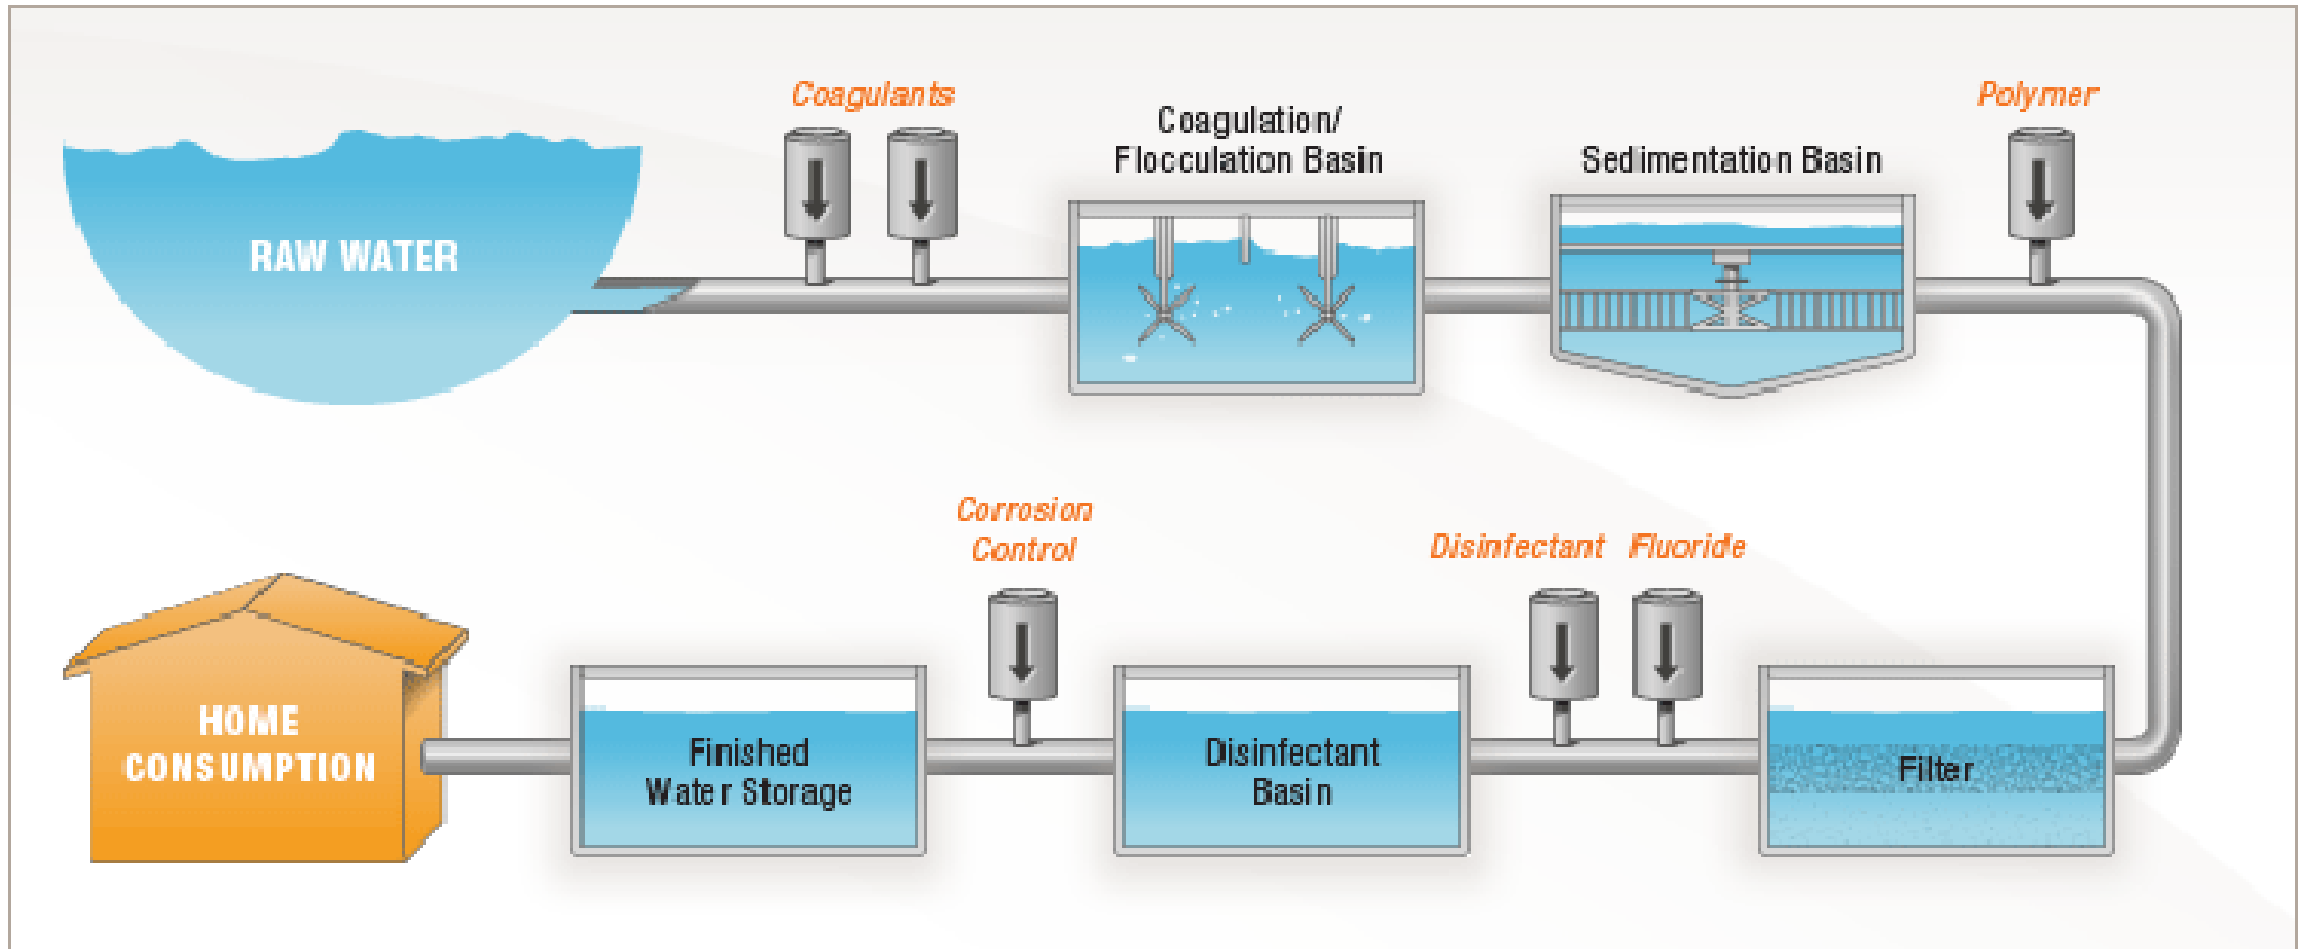 Coagulants
Polymer
Coagulation/
Flocculation Basin
Sedimentation Basin
RAW WATER
Corrosion
Control
Disinfectant
Fluoride
HOME
CONSUMPTION
Finished
Water Storage
Disinfectant
Basin
Filter